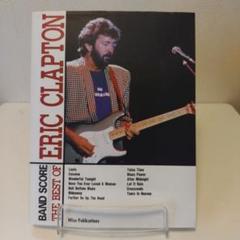 BAND SCORE
THE BEST OF
ERIC CLAPTON
Layla
Cocaine
Wonderful Tonight
Have You Ever Loved A Woman
Bell Bottom Blues
Hideaway
Further On Up The Road
False Time
Blues Power
After Midnight
Let It Rain
Crossroads
Tears In Heaven
Wise Publications